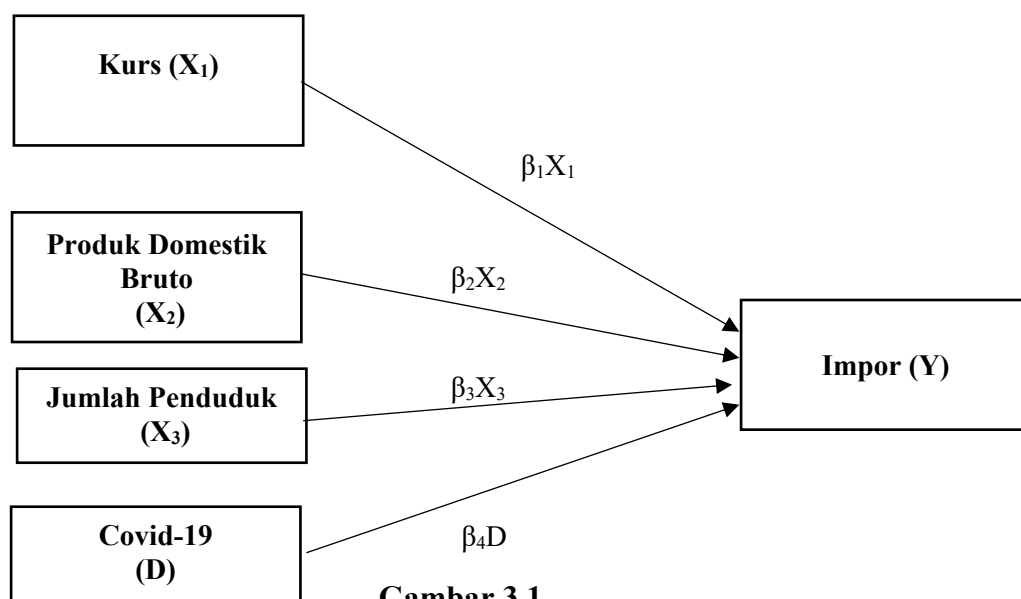 Kurs (X₁)
β₁X₁
Produk Domestik
Bruto
(X₂)
β₂X₂
Impor (Y)
Jumlah Penduduk
(X₃)
β₃X₃
Covid-19
(D)
β₄D
Gambar 3.1